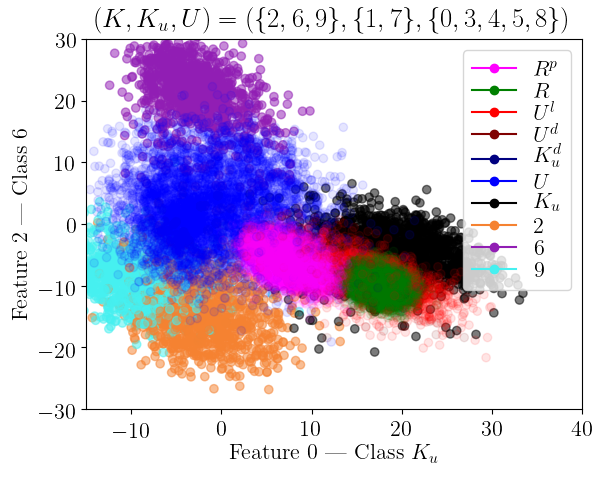 (K, K_u, U) = ({2, 6, 9}, {1, 7}, {0, 3, 4, 5, 8})
30
20
10
0
−10
−20
−30
Feature 2 — Class 6
−10
0
10
20
30
40
Feature 0 — Class K_u
R^p
R
U^l
U^d
K_u^d
U
K_u
2
6
9